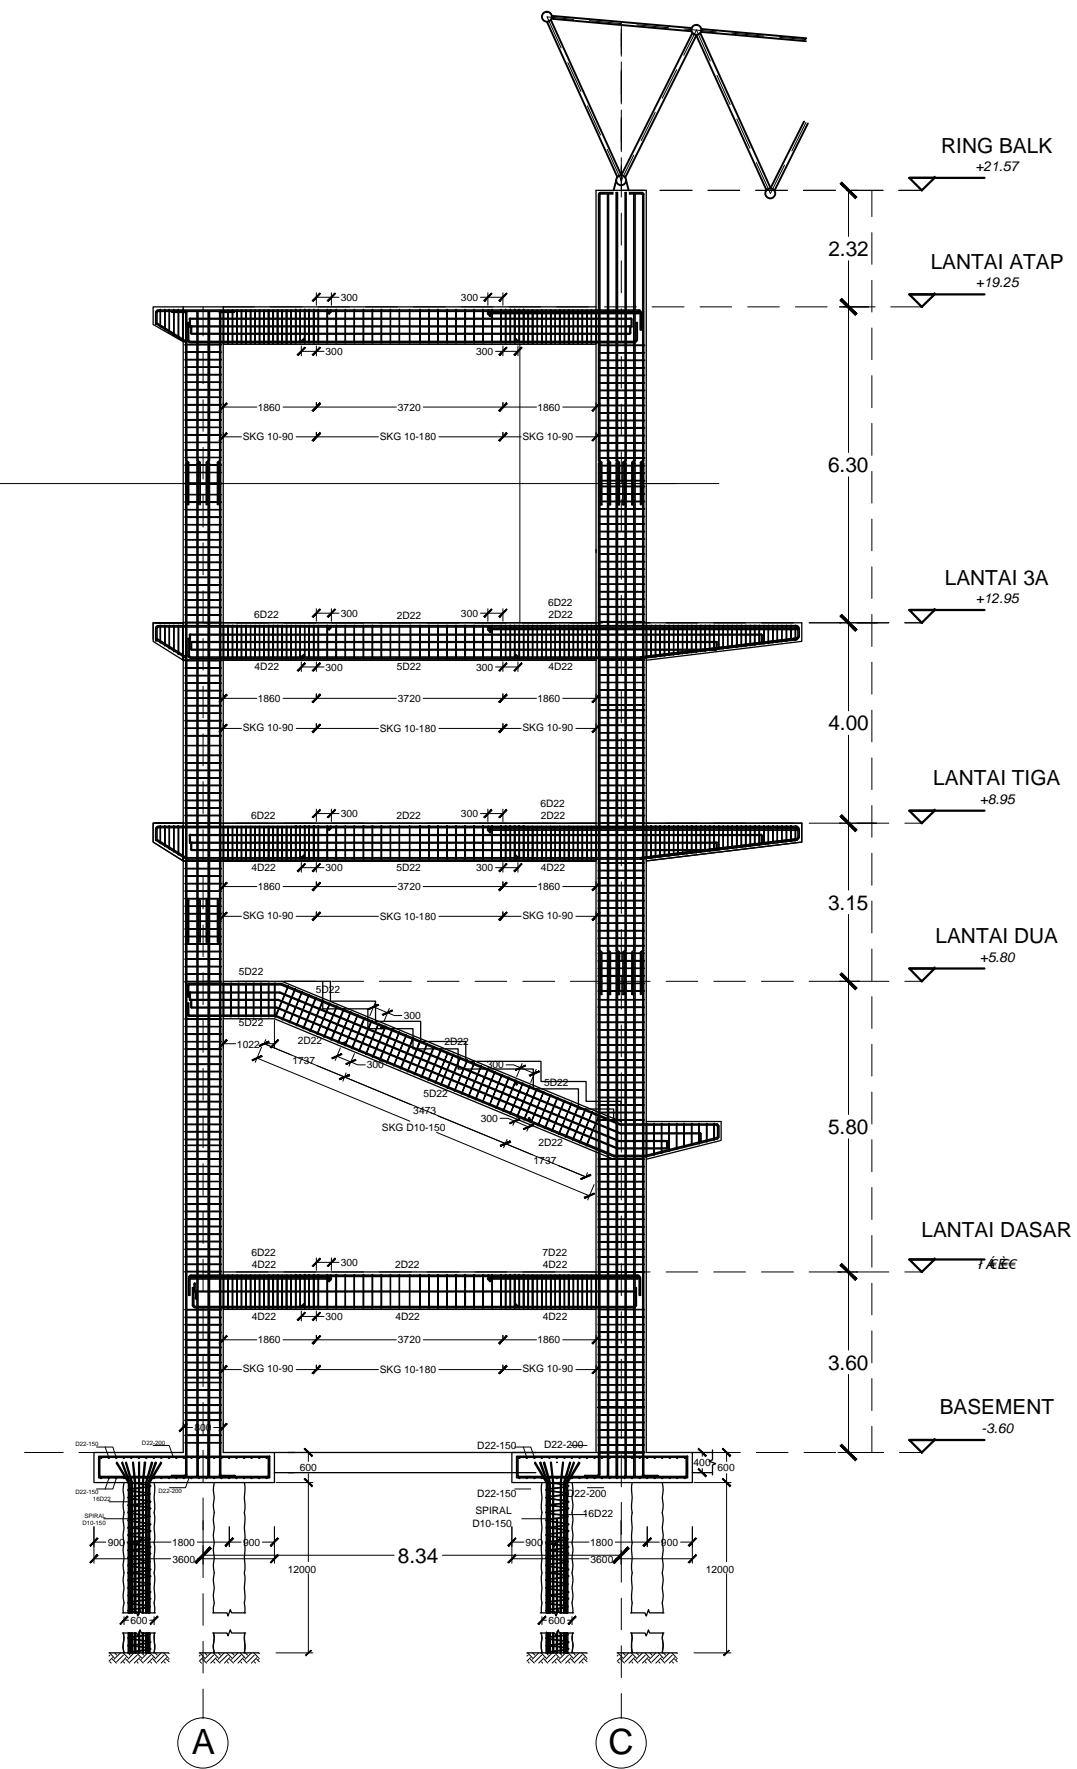 RING BALK
+21.57
2.32
LANTAI ATAP
+19.25
300 300
300 300
1860 3720 1860
SKG 10-90 SKG 10-180 SKG 10-90
6.30
LANTAI 3A
+12.95
6D22
6D22 300 2D22 300 2D22
4D22 300 5D22 300 4D22
1860 3720 1860
SKG 10-90 SKG 10-180 SKG 10-90
4.00
LANTAI TIGA
+8.95
6D22
6D22 300 2D22 300 2D22
4D22 300 5D22 300 4D22
1860 3720 1860
SKG 10-90 SKG 10-180 SKG 10-90
3.15
LANTAI DUA
+5.80
5D22
5D22
300
5D22
2D22
2D22
1022
1737
300
300
5D22
5D22
3473
300
SKG D10-150
2D22
1737
5.80
LANTAI DASAR
6D22 7D22
4D22 300 2D22 300 4D22
4D22 300 4D22 300 4D22
1860 3720 1860
SKG 10-90 SKG 10-180 SKG 10-90
3.60
BASEMENT
-3.60
800
D22-150 D22-200
D22-150 D22-200
600
400 600
D22-150 D22-200
16D22
SPIRAL
D10-150
D22-150 D22-200
SPIRAL 16D22
D10-150
900 1800 900
3600
8.34
900 1800 900
3600
12000
12000
600
600
A
C